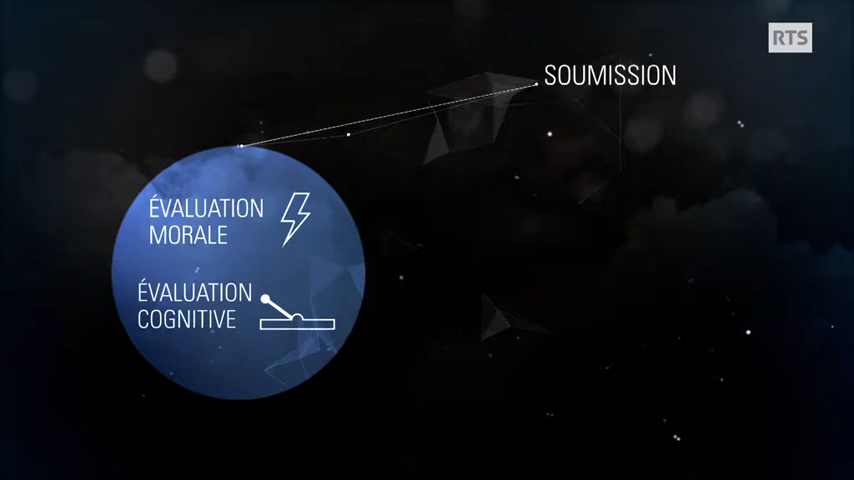 RTS
SOUMISSION
ÉVALUATION
MORALE
ÉVALUATION
COGNITIVE